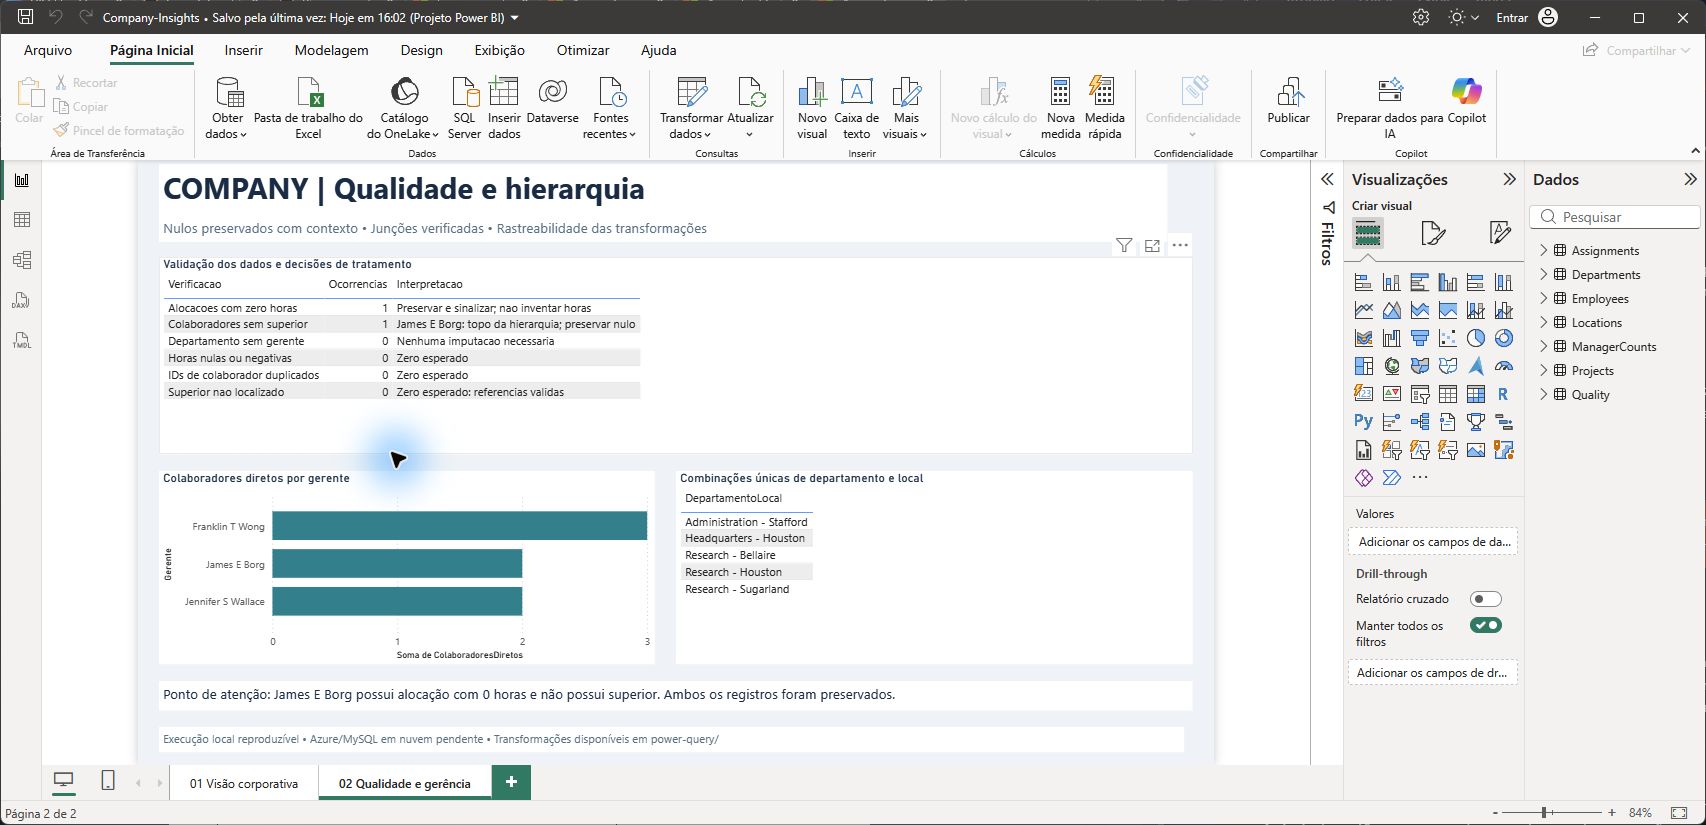 Company-Insights • Salvo pela última vez: Hoje em 16:02 (Projeto Power BI)
Entrar
Arquivo
Página Inicial
Inserir
Modelagem
Design
Exibição
Otimizar
Ajuda
Compartilhar
Colar
Recortar
Copiar
Pincel de formatação
Área de Transferência
Obter dados
Pasta de trabalho do Excel
Catálogo do OneLake
SQL Server
Inserir dados
Dataverse
Fontes recentes
Dados
Transformar dados
Atualizar
Consultas
Novo visual
Caixa de texto
Mais visuais
Inserir
Novo cálculo do visual
Nova medida
Medida rápida
Cálculos
Confidencialidade
Confidencialidade
Publicar
Compartilhar
Preparar dados para IA
Copilot
Copilot
DAX
TMDL
COMPANY | Qualidade e hierarquia
Nulos preservados com contexto • Junções verificadas • Rastreabilidade das transformações
Validação dos dados e decisões de tratamento
Verificacao Ocorrencias Interpretacao
Alocacoes com zero horas 1 Preservar e sinalizar; nao inventar horas
Colaboradores sem superior 1 James E Borg: topo da hierarquia; preservar nulo
Departamento sem gerente 0 Nenhuma imputacao necessaria
Horas nulas ou negativas 0 Zero esperado
IDs de colaborador duplicados 0 Zero esperado
Superior nao localizado 0 Zero esperado: referencias validas
Colaboradores diretos por gerente
Gerente
Franklin T Wong
James E Borg
Jennifer S Wallace
0 1 2 3
Soma de ColaboradoresDiretos
Combinações únicas de departamento e local
DepartamentoLocal
Administration - Stafford
Headquarters - Houston
Research - Bellaire
Research - Houston
Research - Sugarland
Ponto de atenção: James E Borg possui alocação com 0 horas e não possui superior. Ambos os registros foram preservados.
Execução local reproduzível • Azure/MySQL em nuvem pendente • Transformações disponíveis em power-query/
Filtros
Visualizações
Criar visual
123
R
Py
Valores
Adicionar os campos de da...
Drill-through
Relatório cruzado
Manter todos os filtros
Adicionar os campos de dr...
Dados
Pesquisar
Assignments
Departments
Employees
Locations
ManagerCounts
Projects
Quality
01 Visão corporativa
02 Qualidade e gerência
+
Página 2 de 2
- + 84%